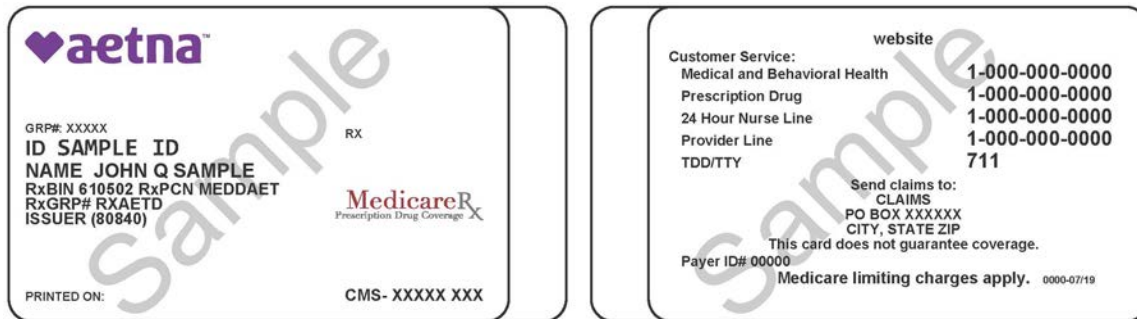 aetna™
GRP#: XXXXX
RX
ID SAMPLE ID
NAME JOHN Q SAMPLE
RxBIN 610502 RxPCN MEDDAET
RxGRP# RXAETD
ISSUER (80840)
MedicareRx
Prescription Drug Coverage
PRINTED ON:
CMS- XXXXX XXX
Sample
website
Customer Service:
Medical and Behavioral Health 1-000-000-0000
Prescription Drug 1-000-000-0000
24 Hour Nurse Line 1-000-000-0000
Provider Line 1-000-000-0000
TDD/TTY 711
Send claims to:
CLAIMS
PO BOX XXXXXX
CITY, STATE ZIP
This card does not guarantee coverage.
Payer ID# 00000
Medicare limiting charges apply. 0000-07/19
Sample